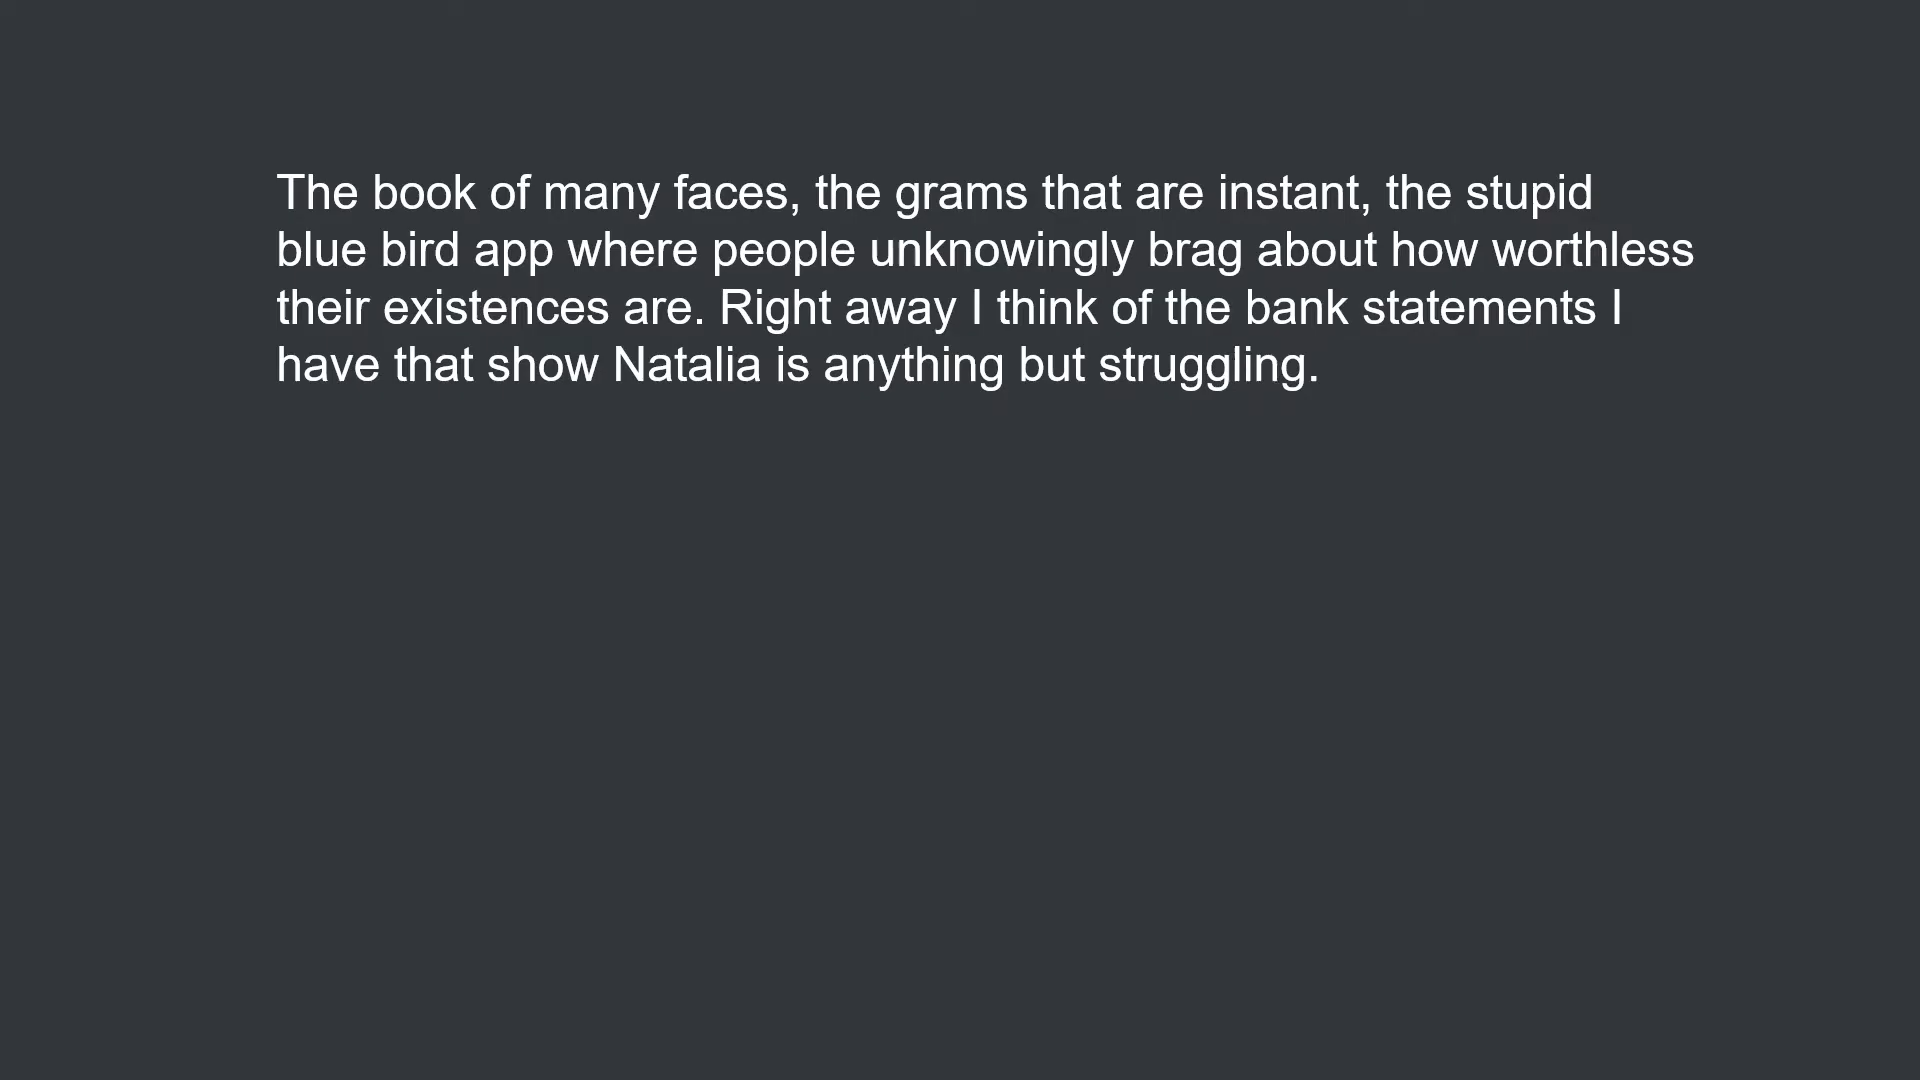 The book of many faces, the grams that are instant, the stupid
blue bird app where people unknowingly brag about how worthless
their existences are. Right away I think of the bank statements I
have that show Natalia is anything but struggling.